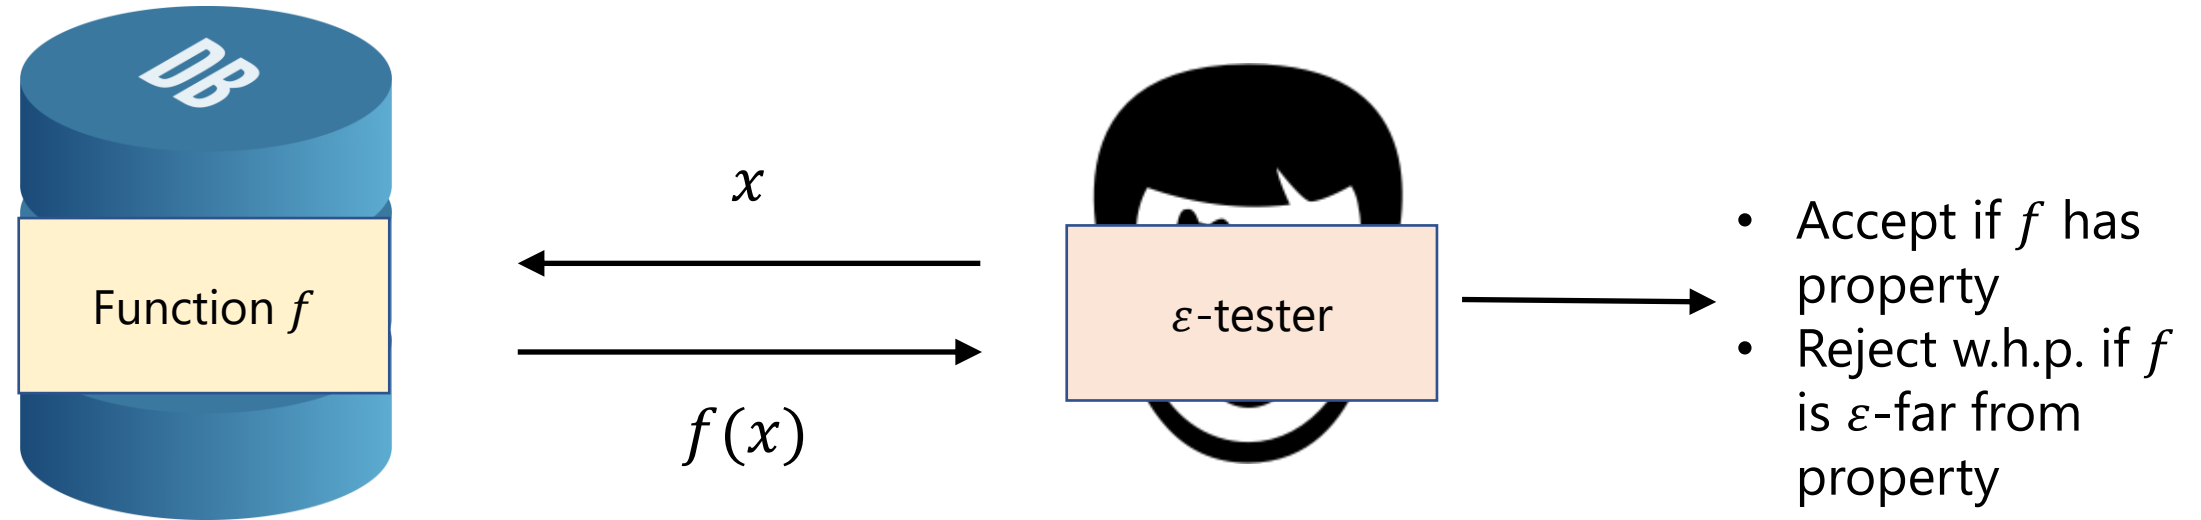 DB
Function f
x
f(x)
ε-tester
• Accept if f has
property
• Reject w.h.p. if f
is ε-far from
property